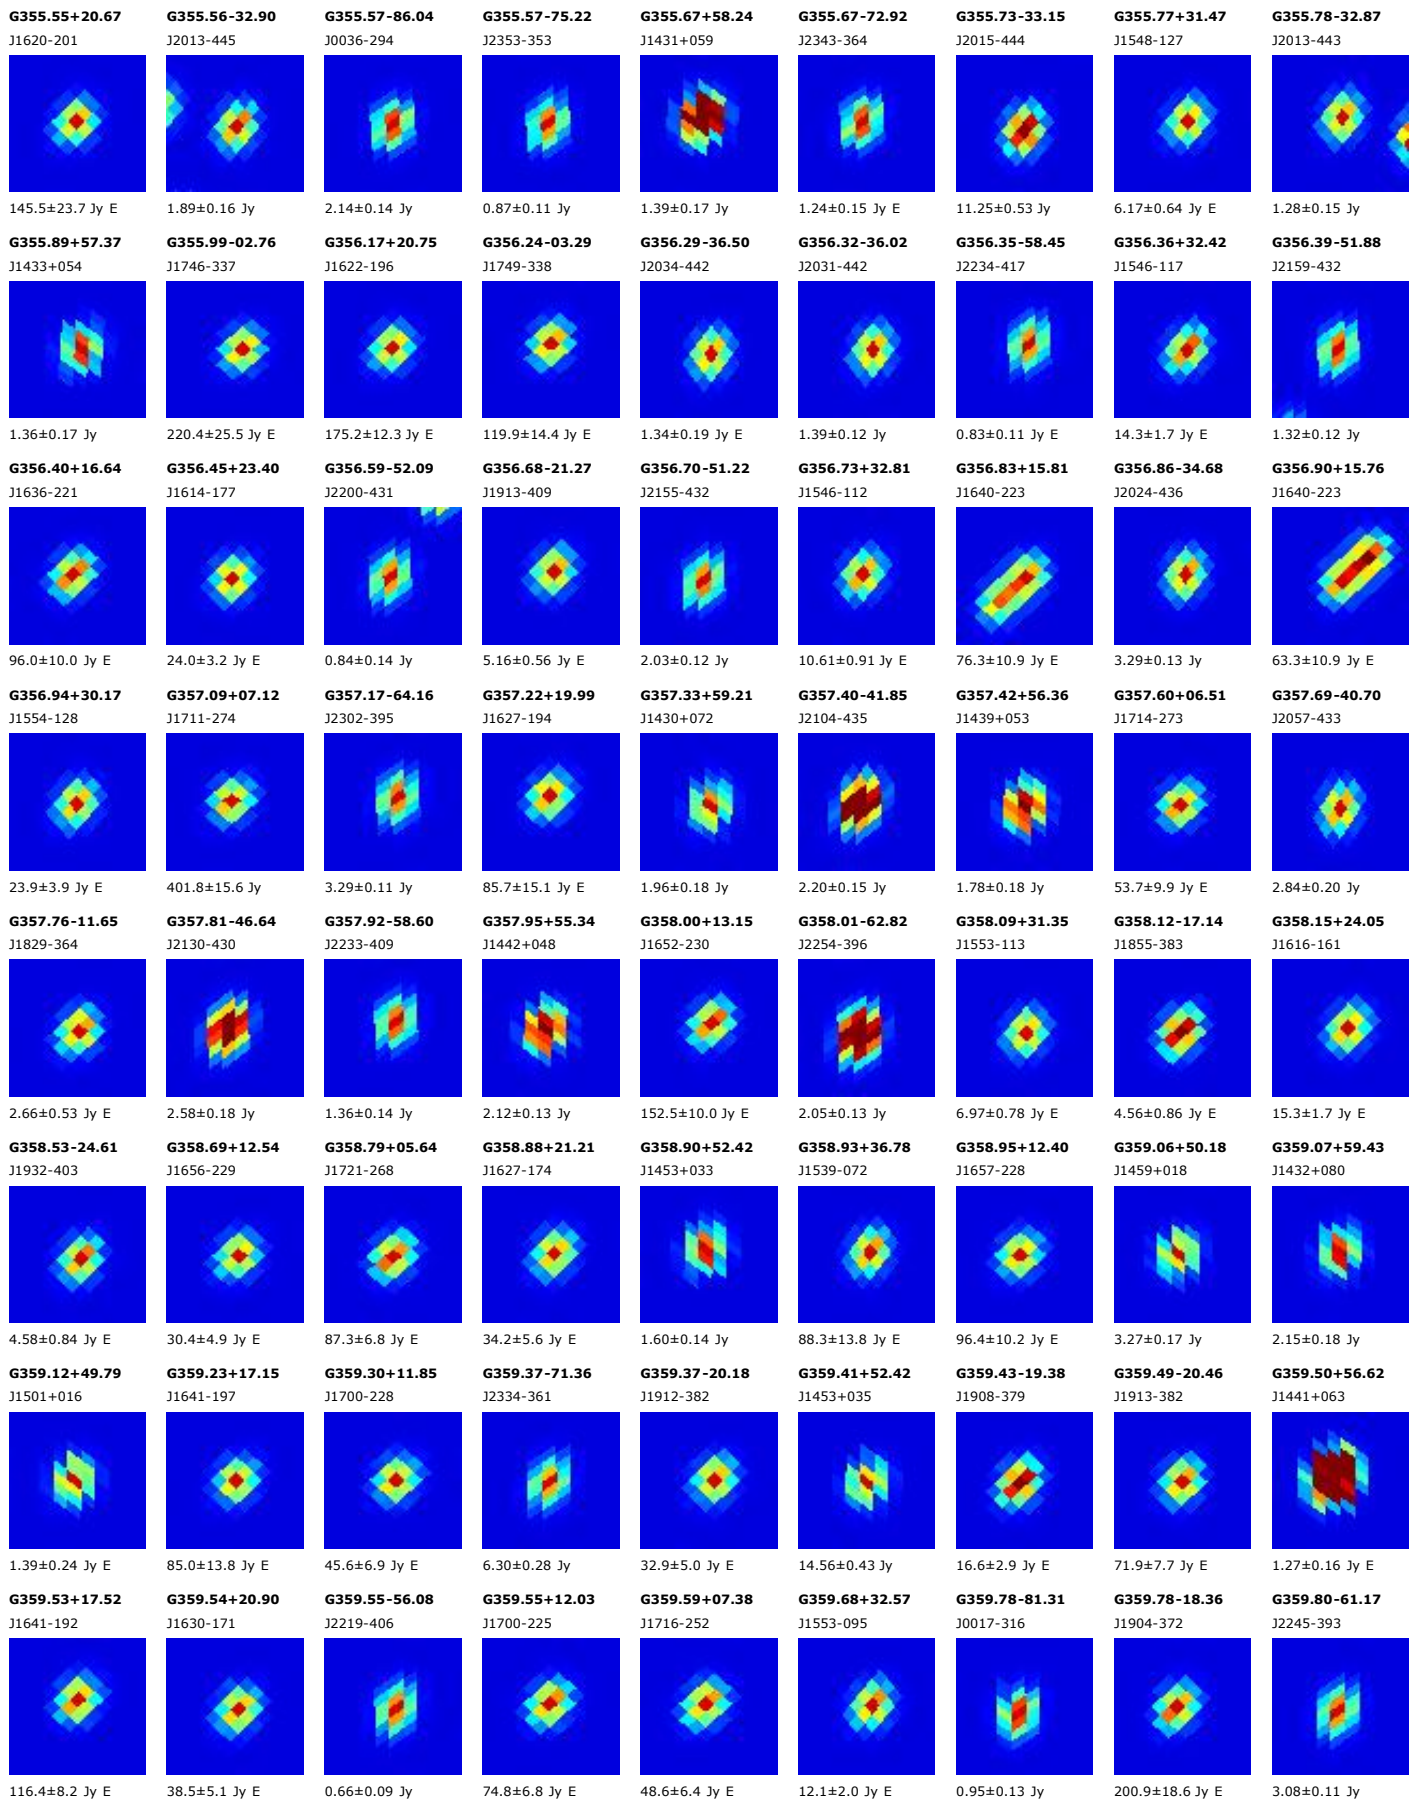 G355.55+20.67 G355.56-32.90 G355.57-86.04 G355.57-75.22 G355.67+58.24 G355.67-72.92 G355.73-33.15 G355.77+31.47 G355.78-32.87
J1620-201 J2013-445 J0036-294 J2353-353 J1431+059 J2343-364 J2015-444 J1548-127 J2013-443
145.5±23.7 Jy E 1.89±0.16 Jy 2.14±0.14 Jy 0.87±0.11 Jy 1.39±0.17 Jy 1.24±0.15 Jy E 11.25±0.53 Jy 6.17±0.64 Jy E 1.28±0.15 Jy
G355.89+57.37 G355.99-02.76 G356.17+20.75 G356.24-03.29 G356.29-36.50 G356.32-36.02 G356.35-58.45 G356.36+32.42 G356.39-51.88
J1433+054 J1746-337 J1622-196 J1749-338 J2034-442 J2031-442 J2234-417 J1546-117 J2159-432
1.36±0.17 Jy 220.4±25.5 Jy E 175.2±12.3 Jy E 119.9±14.4 Jy E 1.34±0.19 Jy E 1.39±0.12 Jy 0.83±0.11 Jy E 14.3±1.7 Jy E 1.32±0.12 Jy
G356.40+16.64 G356.45+23.40 G356.59-52.09 G356.68-21.27 G356.70-51.22 G356.73+32.81 G356.83+15.81 G356.86-34.68 G356.90+15.76
J1636-221 J1614-177 J2200-431 J1913-409 J2155-432 J1546-112 J1640-223 J2024-436 J1640-223
96.0±10.0 Jy E 24.0±3.2 Jy E 0.84±0.14 Jy 5.16±0.56 Jy E 2.03±0.12 Jy 10.61±0.91 Jy E 76.3±10.9 Jy E 3.29±0.13 Jy 63.3±10.9 Jy E
G356.94+30.17 G357.09+07.12 G357.17-64.16 G357.22+19.99 G357.33+59.21 G357.40-41.85 G357.42+56.36 G357.60+06.51 G357.69-40.70
J1554-128 J1711-274 J2302-395 J1627-194 J1430+072 J2104-435 J1439+053 J1714-273 J2057-433
23.9±3.9 Jy E 401.8±15.6 Jy 3.29±0.11 Jy 85.7±15.1 Jy E 1.96±0.18 Jy 2.20±0.15 Jy 1.78±0.18 Jy 53.7±9.9 Jy E 2.84±0.20 Jy
G357.76-11.65 G357.81-46.64 G357.92-58.60 G357.95+55.34 G358.00+13.15 G358.01-62.82 G358.09+31.35 G358.12-17.14 G358.15+24.05
J1829-364 J2130-430 J2233-409 J1442+048 J1652-230 J2254-396 J1553-113 J1855-383 J1616-161
2.66±0.53 Jy E 2.58±0.18 Jy 1.36±0.14 Jy 2.12±0.13 Jy 152.5±10.0 Jy E 2.05±0.13 Jy 6.97±0.78 Jy E 4.56±0.86 Jy E 15.3±1.7 Jy E
G358.53-24.61 G358.69+12.54 G358.79+05.64 G358.88+21.21 G358.90+52.42 G358.93+36.78 G358.95+12.40 G359.06+50.18 G359.07+59.43
J1932-403 J1656-229 J1721-268 J1627-174 J1453+033 J1539-072 J1657-228 J1459+018 J1432+080
4.58±0.84 Jy E 30.4±4.9 Jy E 87.3±6.8 Jy E 34.2±5.6 Jy E 1.60±0.14 Jy 88.3±13.8 Jy E 96.4±10.2 Jy E 3.27±0.17 Jy 2.15±0.18 Jy
G359.12+49.79 G359.23+17.15 G359.30+11.85 G359.37-71.36 G359.37-20.18 G359.41+52.42 G359.43-19.38 G359.49-20.46 G359.50+56.62
J1501+016 J1641-197 J1700-228 J2334-361 J1912-382 J1453+035 J1908-379 J1913-382 J1441+063
1.39±0.24 Jy E 85.0±13.8 Jy E 45.6±6.9 Jy E 6.30±0.28 Jy 32.9±5.0 Jy E 14.56±0.43 Jy 16.6±2.9 Jy E 71.9±7.7 Jy E 1.27±0.16 Jy E
G359.53+17.52 G359.54+20.90 G359.55-56.08 G359.55+12.03 G359.59+07.38 G359.68+32.57 G359.78-81.31 G359.78-18.36 G359.80-61.17
J1641-192 J1630-171 J2219-406 J1700-225 J1716-252 J1553-095 J0017-316 J1904-372 J2245-393
116.4±8.2 Jy E 38.5±5.1 Jy E 0.66±0.09 Jy 74.8±6.8 Jy E 48.6±6.4 Jy E 12.1±2.0 Jy E 0.95±0.13 Jy 200.9±18.6 Jy E 3.08±0.11 Jy